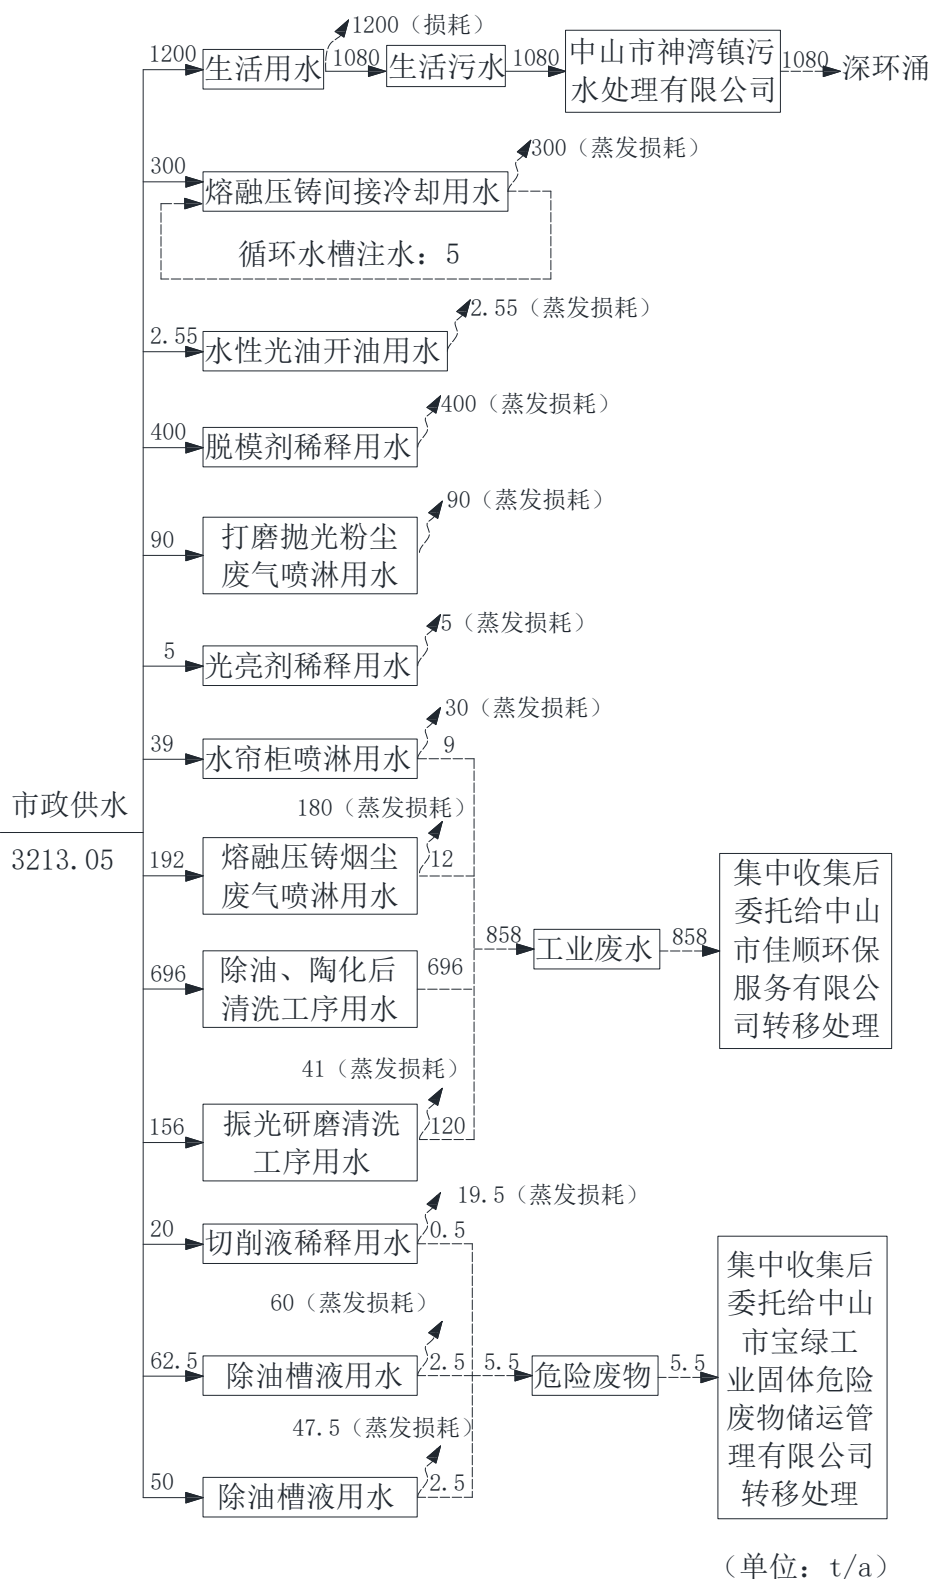 1200（损耗）
1200
生活用水
1080
生活污水
1080
中山市神湾镇污
水处理有限公司
1080
深环涌
300（蒸发损耗）
300
熔融压铸间接冷却用水
循环水槽注水：5
2.55（蒸发损耗）
2.55
水性光油开油用水
400（蒸发损耗）
400
脱模剂稀释用水
90（蒸发损耗）
90
打磨抛光粉尘
废气喷淋用水
5（蒸发损耗）
5
光亮剂稀释用水
30（蒸发损耗）
39
水帘柜喷淋用水
9
市政供水
3213.05
180（蒸发损耗）
192
熔融压铸烟尘
废气喷淋用水
12
696
除油、陶化后
清洗工序用水
696
858
工业废水
858
集中收集后
委托给中山
市佳顺环保
服务有限公
司转移处理
41（蒸发损耗）
156
振光研磨清洗
工序用水
120
19.5（蒸发损耗）
20
切削液稀释用水
0.5
60（蒸发损耗）
62.5
除油槽液用水
2.5
5.5
危险废物
5.5
集中收集后
委托给中山
市宝绿工
业固体危险
废物储运管
理有限公司
转移处理
47.5（蒸发损耗）
50
除油槽液用水
2.5
（单位：t/a）